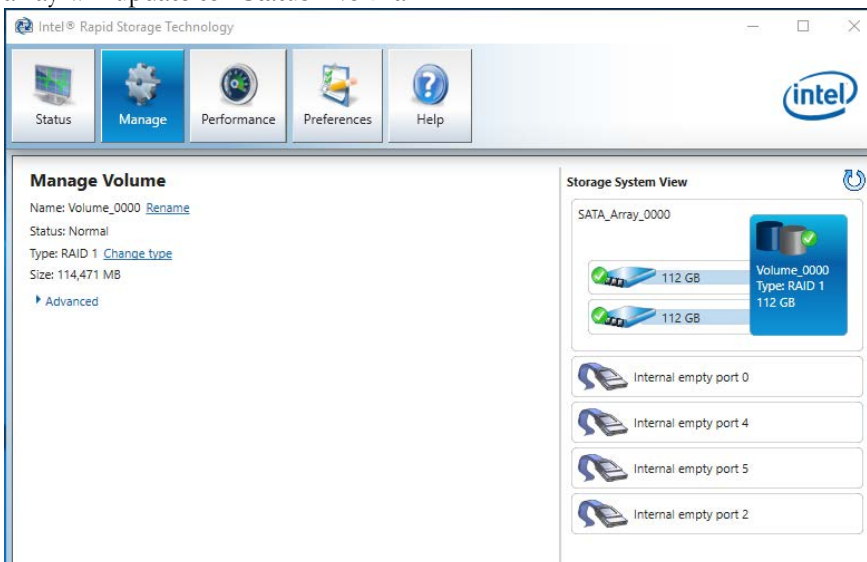 Intel® Rapid Storage Technology
Status
Manage
Performance
Preferences
Help
intel
Manage Volume
Name: Volume_0000 Rename
Status: Normal
Type: RAID 1 Change type
Size: 114,471 MB
Advanced
Storage System View
SATA_Array_0000
112 GB
112 GB
Volume_0000
Type: RAID 1
112 GB
Internal empty port 0
Internal empty port 4
Internal empty port 5
Internal empty port 2